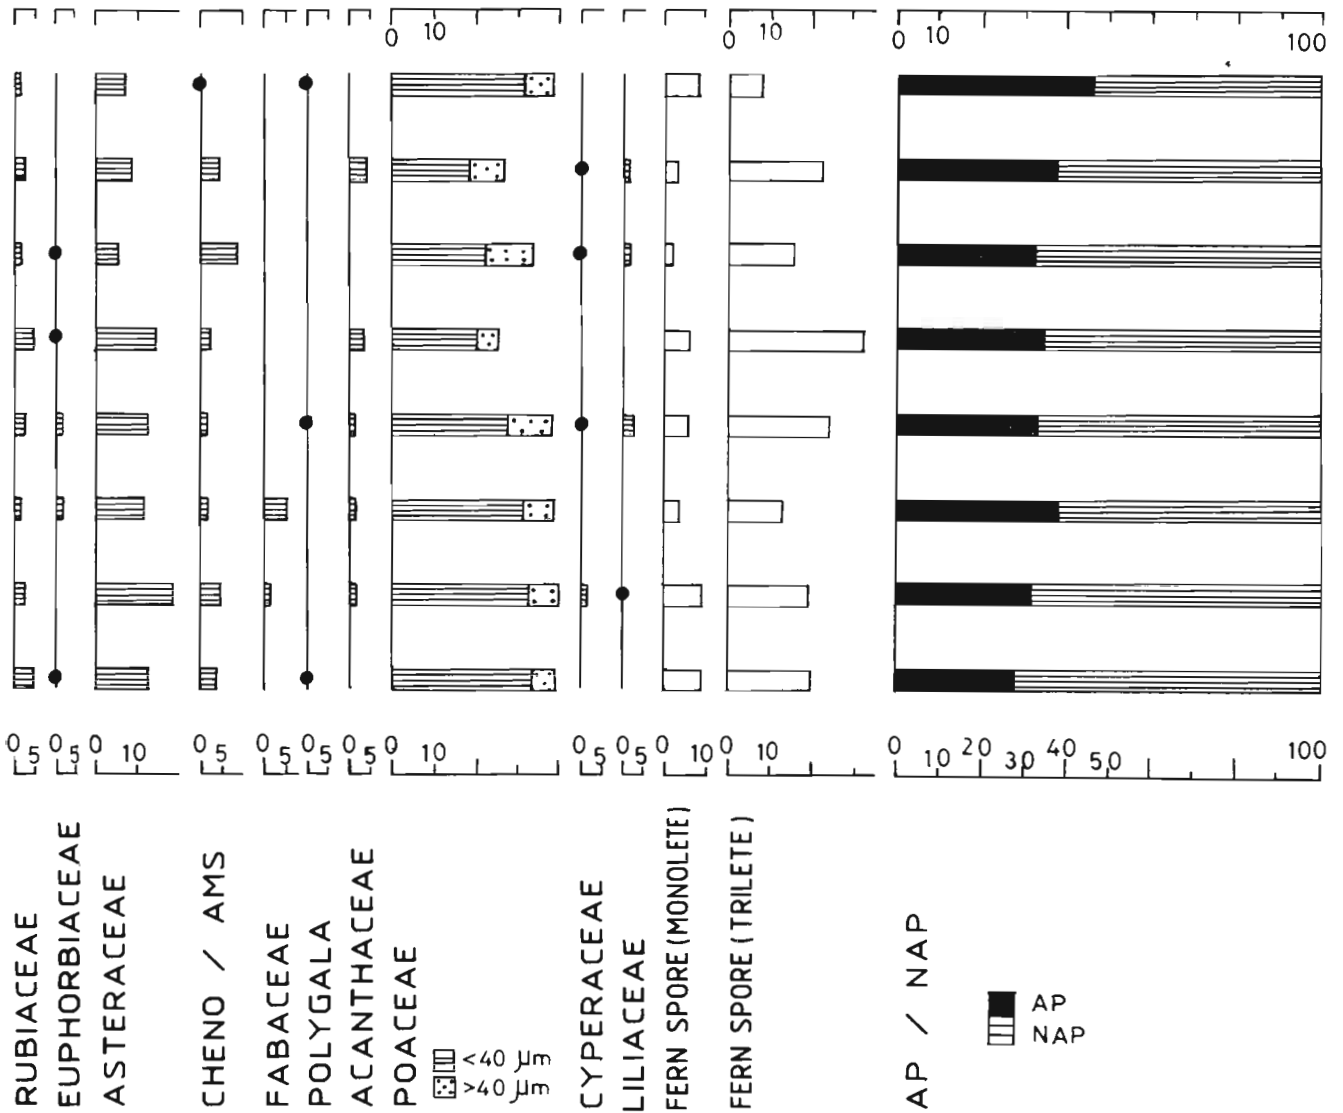 0 10 0 10 0 10 100
0 5 0 5 0 10 0 5 0 5 0 5 0 5 0 10 0 5 0 5 0 10 0 10 0 10 20 30 40 50 100
RUBIACEAE
EUPHORBIACEAE
ASTERACEAE
CHENO / AMS
FABACEAE
POLYGALA
ACANTHACEAE
POACEAE
<40 µm
>40 µm
CYPERACEAE
LILIACEAE
FERN SPORE (MONOLETE)
FERN SPORE (TRILETE)
AP / NAP
AP
NAP